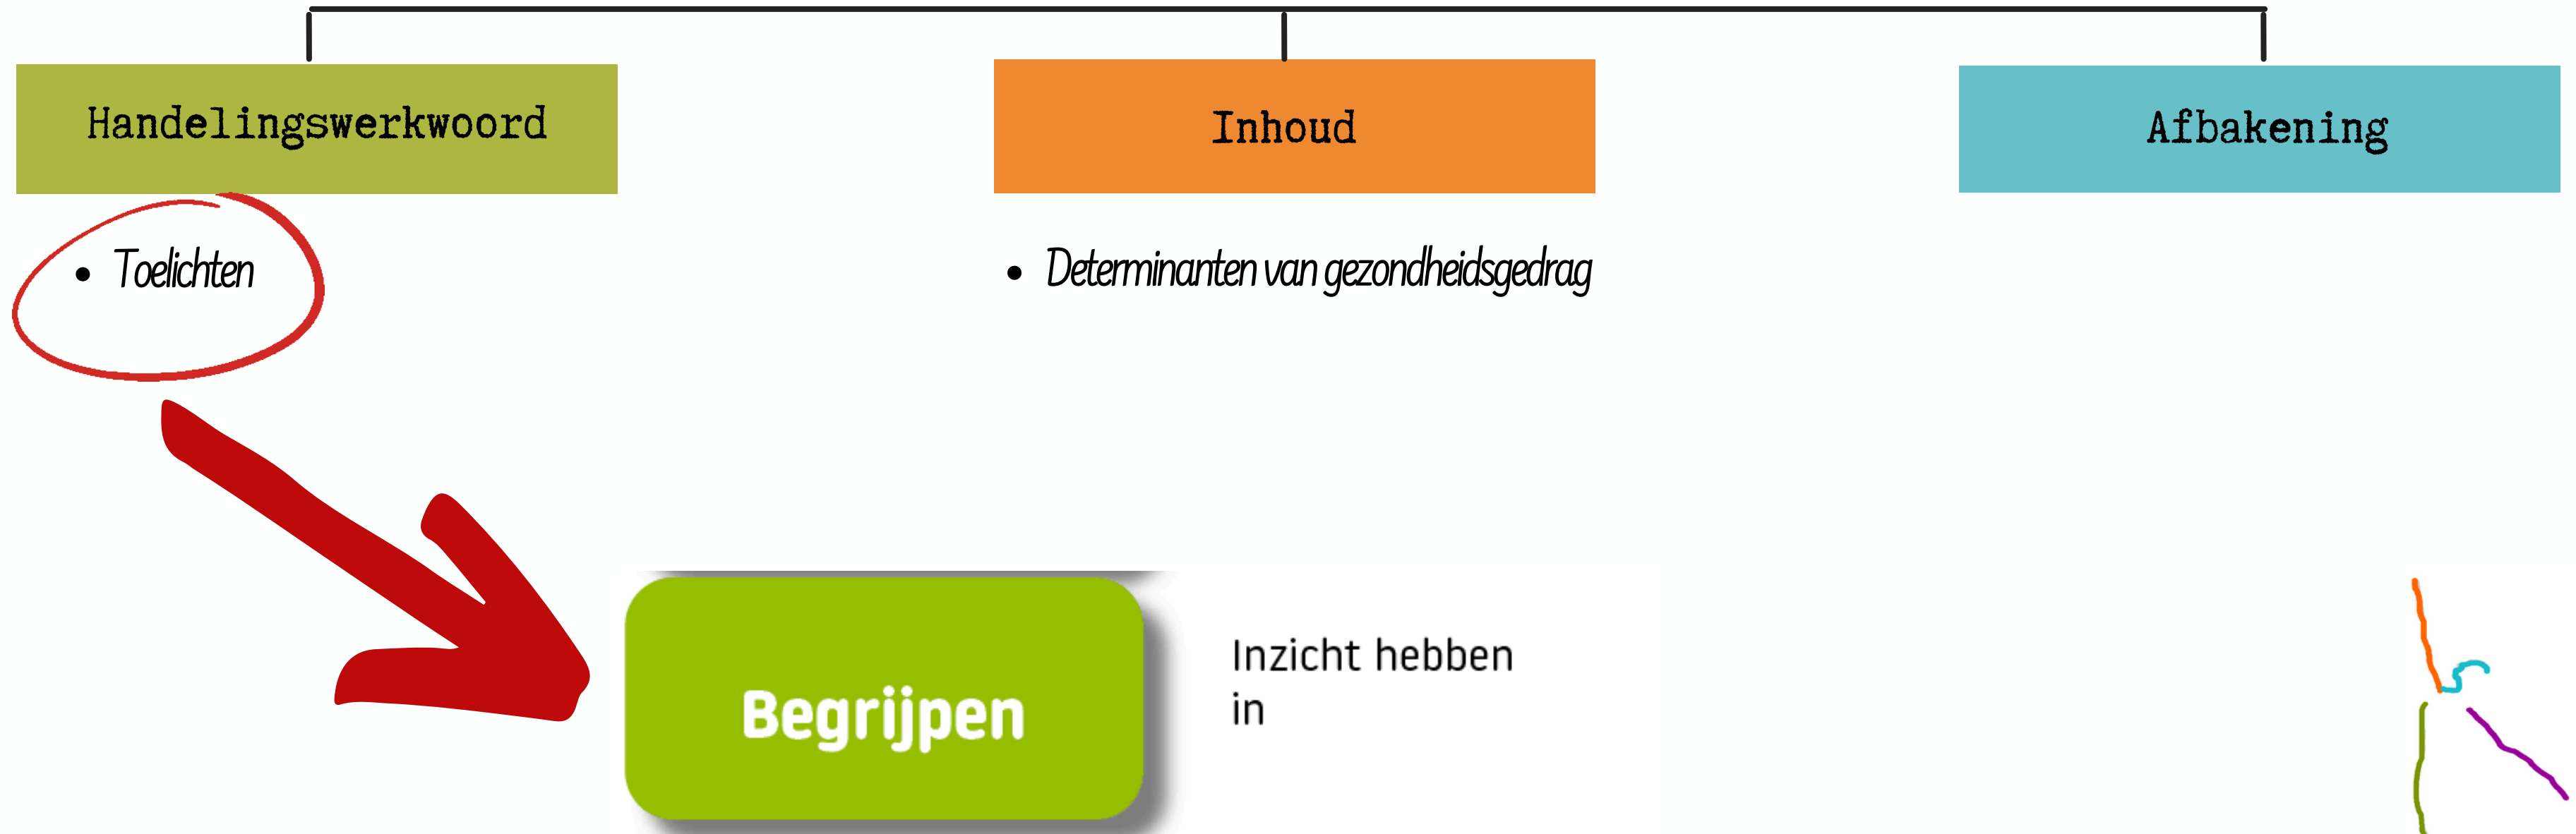 Handelingswerkwoord
Inhoud
Afbakening
• Toelichten
• Determinanten van gezondheidsgedrag
Begrijpen
Inzicht hebben
in